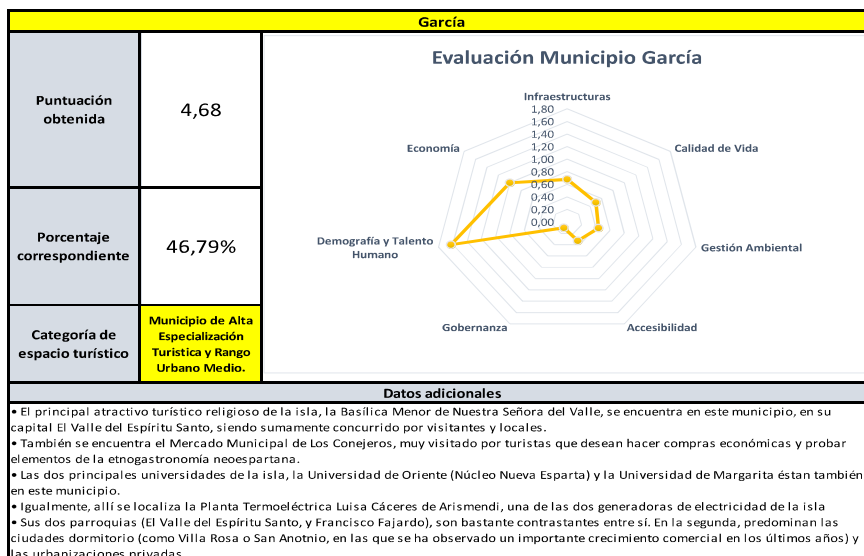 García
Puntuación
obtenida
4,68
Porcentaje
correspondiente
46,79%
Categoría de
espacio turístico
Municipio de Alta
Especialización
Turistica y Rango
Urbano Medio.
Evaluación Municipio García
Infraestructuras
1,80
1,60
1,40
1,20
1,00
0,80
0,60
0,40
0,20
0,00
Economía
Calidad de Vida
Demografía y Talento
Humano
Gestión Ambiental
Gobernanza
Accesibilidad
Datos adicionales
• El principal atractivo turístico religioso de la isla, la Basílica Menor de Nuestra Señora del Valle, se encuentra en este municipio, en su
capital El Valle del Espíritu Santo, siendo sumamente concurrido por visitantes y locales.
• También se encuentra el Mercado Municipal de Los Conejeros, muy visitado por turistas que desean hacer compras económicas y probar
elementos de la etnogastronomía neoespartana.
• Las dos principales universidades de la isla, la Universidad de Oriente (Núcleo Nueva Esparta) y la Universidad de Margarita éstan también
en este municipio.
• Igualmente, allí se localiza la Planta Termoeléctrica Luisa Cáceres de Arismendi, una de las dos generadoras de electricidad de la isla
• Sus dos parroquias (El Valle del Espíritu Santo, y Francisco Fajardo), son bastante contrastantes entre sí. En la segunda, predominan las
ciudades dormitorio (como Villa Rosa o San Anotnio, en las que se ha observado un importante crecimiento comercial en los últimos años) y
las urbanizaciones privadas.